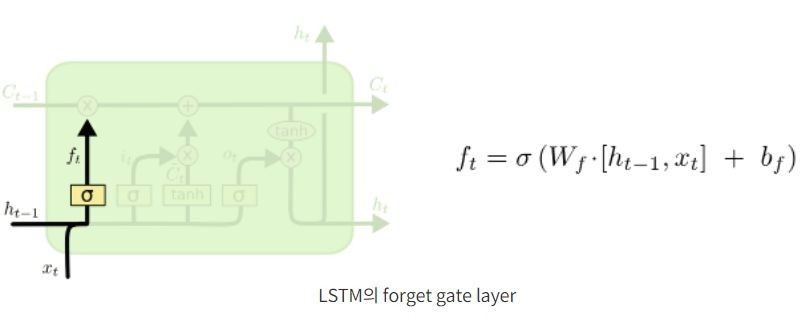 h_t
C_{t-1}
C_t
f_t
i_t
o_t
tanh
C̃_t
σ
σ
tanh
σ
h_{t-1}
h_t
x_t
f_t = σ (W_f·[h_{t-1}, x_t] + b_f)
LSTM의 forget gate layer